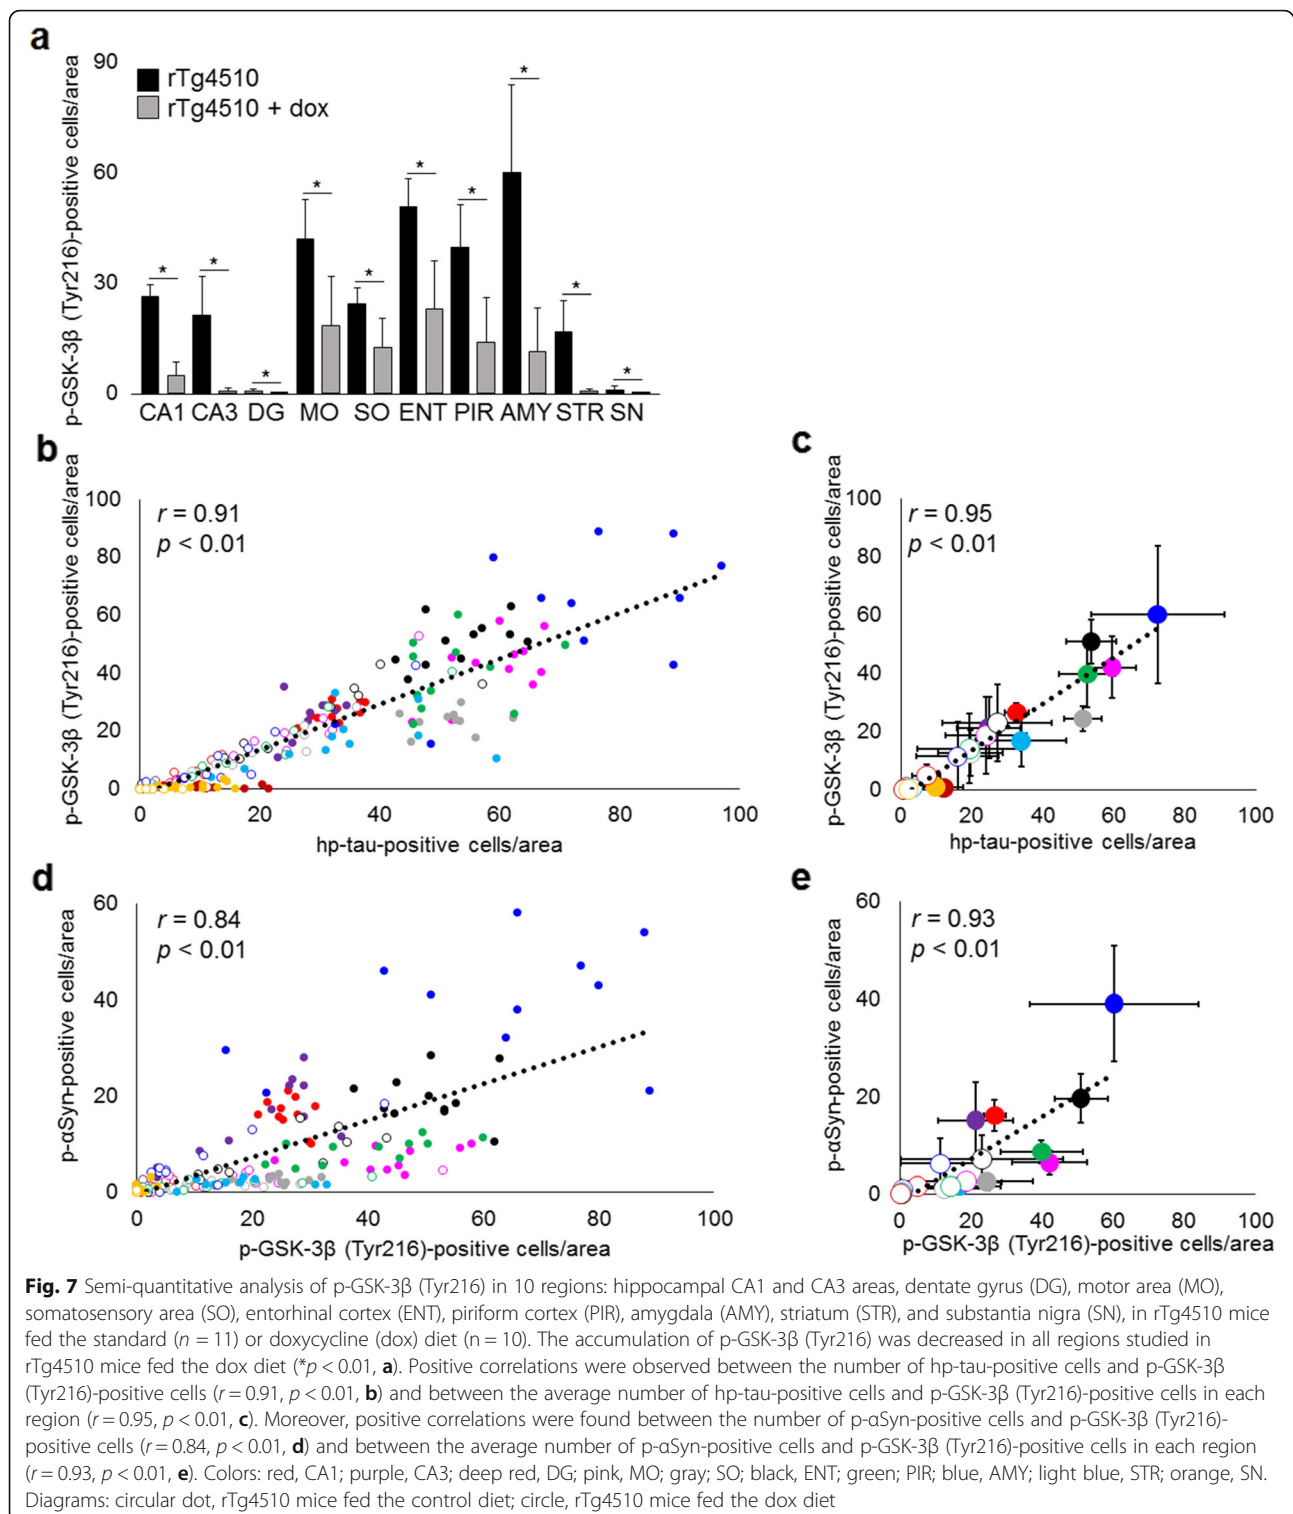 a
p-GSK-3β (Tyr216)-positive cells/area
90
60
30
0
rTg4510
rTg4510 + dox
* * * * * * * * * *
CA1 CA3 DG MO SO ENT PIR AMY STR SN
b
p-GSK-3β (Tyr216)-positive cells/area
100
80
60
40
20
0
r = 0.91
p < 0.01
0 20 40 60 80 100
hp-tau-positive cells/area
c
p-GSK-3β (Tyr216)-positive cells/area
100
80
60
40
20
0
r = 0.95
p < 0.01
0 20 40 60 80 100
hp-tau-positive cells/area
d
p-αSyn-positive cells/area
60
40
20
0
r = 0.84
p < 0.01
0 20 40 60 80 100
p-GSK-3β (Tyr216)-positive cells/area
e
p-αSyn-positive cells/area
60
40
20
0
r = 0.93
p < 0.01
0 20 40 60 80 100
p-GSK-3β (Tyr216)-positive cells/area
Fig. 7 Semi-quantitative analysis of p-GSK-3β (Tyr216) in 10 regions: hippocampal CA1 and CA3 areas, dentate gyrus (DG), motor area (MO),
somatosensory area (SO), entorhinal cortex (ENT), piriform cortex (PIR), amygdala (AMY), striatum (STR), and substantia nigra (SN), in rTg4510 mice
fed the standard (n = 11) or doxycycline (dox) diet (n = 10). The accumulation of p-GSK-3β (Tyr216) was decreased in all regions studied in
rTg4510 mice fed the dox diet (*p < 0.01, a). Positive correlations were observed between the number of hp-tau-positive cells and p-GSK-3β
(Tyr216)-positive cells (r = 0.91, p < 0.01, b) and between the average number of hp-tau-positive cells and p-GSK-3β (Tyr216)-positive cells in each
region (r = 0.95, p < 0.01, c). Moreover, positive correlations were found between the number of p-αSyn-positive cells and p-GSK-3β (Tyr216)-
positive cells (r = 0.84, p < 0.01, d) and between the average number of p-αSyn-positive cells and p-GSK-3β (Tyr216)-positive cells in each region
(r = 0.93, p < 0.01, e). Colors: red, CA1; purple, CA3; deep red, DG; pink, MO; gray; SO; black, ENT; green; PIR; blue, AMY; light blue, STR; orange, SN.
Diagrams: circular dot, rTg4510 mice fed the control diet; circle, rTg4510 mice fed the dox diet